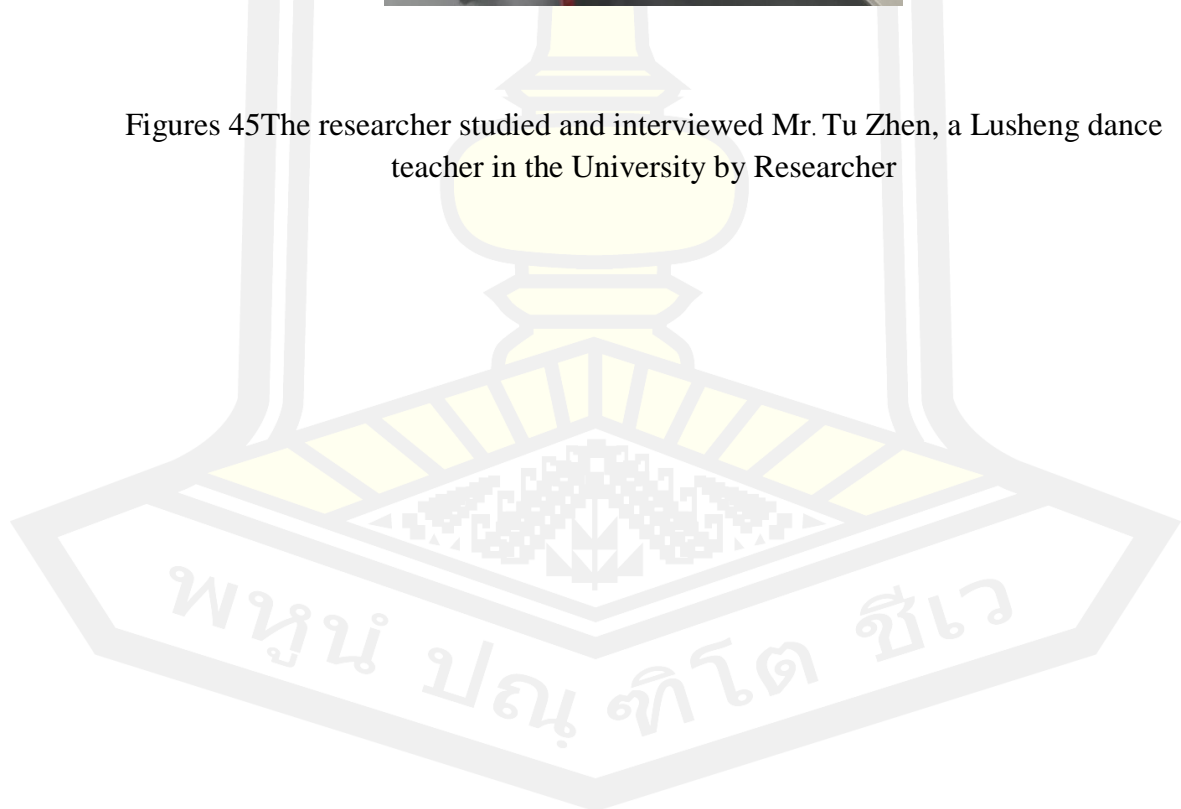 Figures 45The researcher studied and interviewed Mr. Tu Zhen, a Lusheng dance
teacher in the University by Researcher
พหูนํ ปณฺฑิโต ชีเว